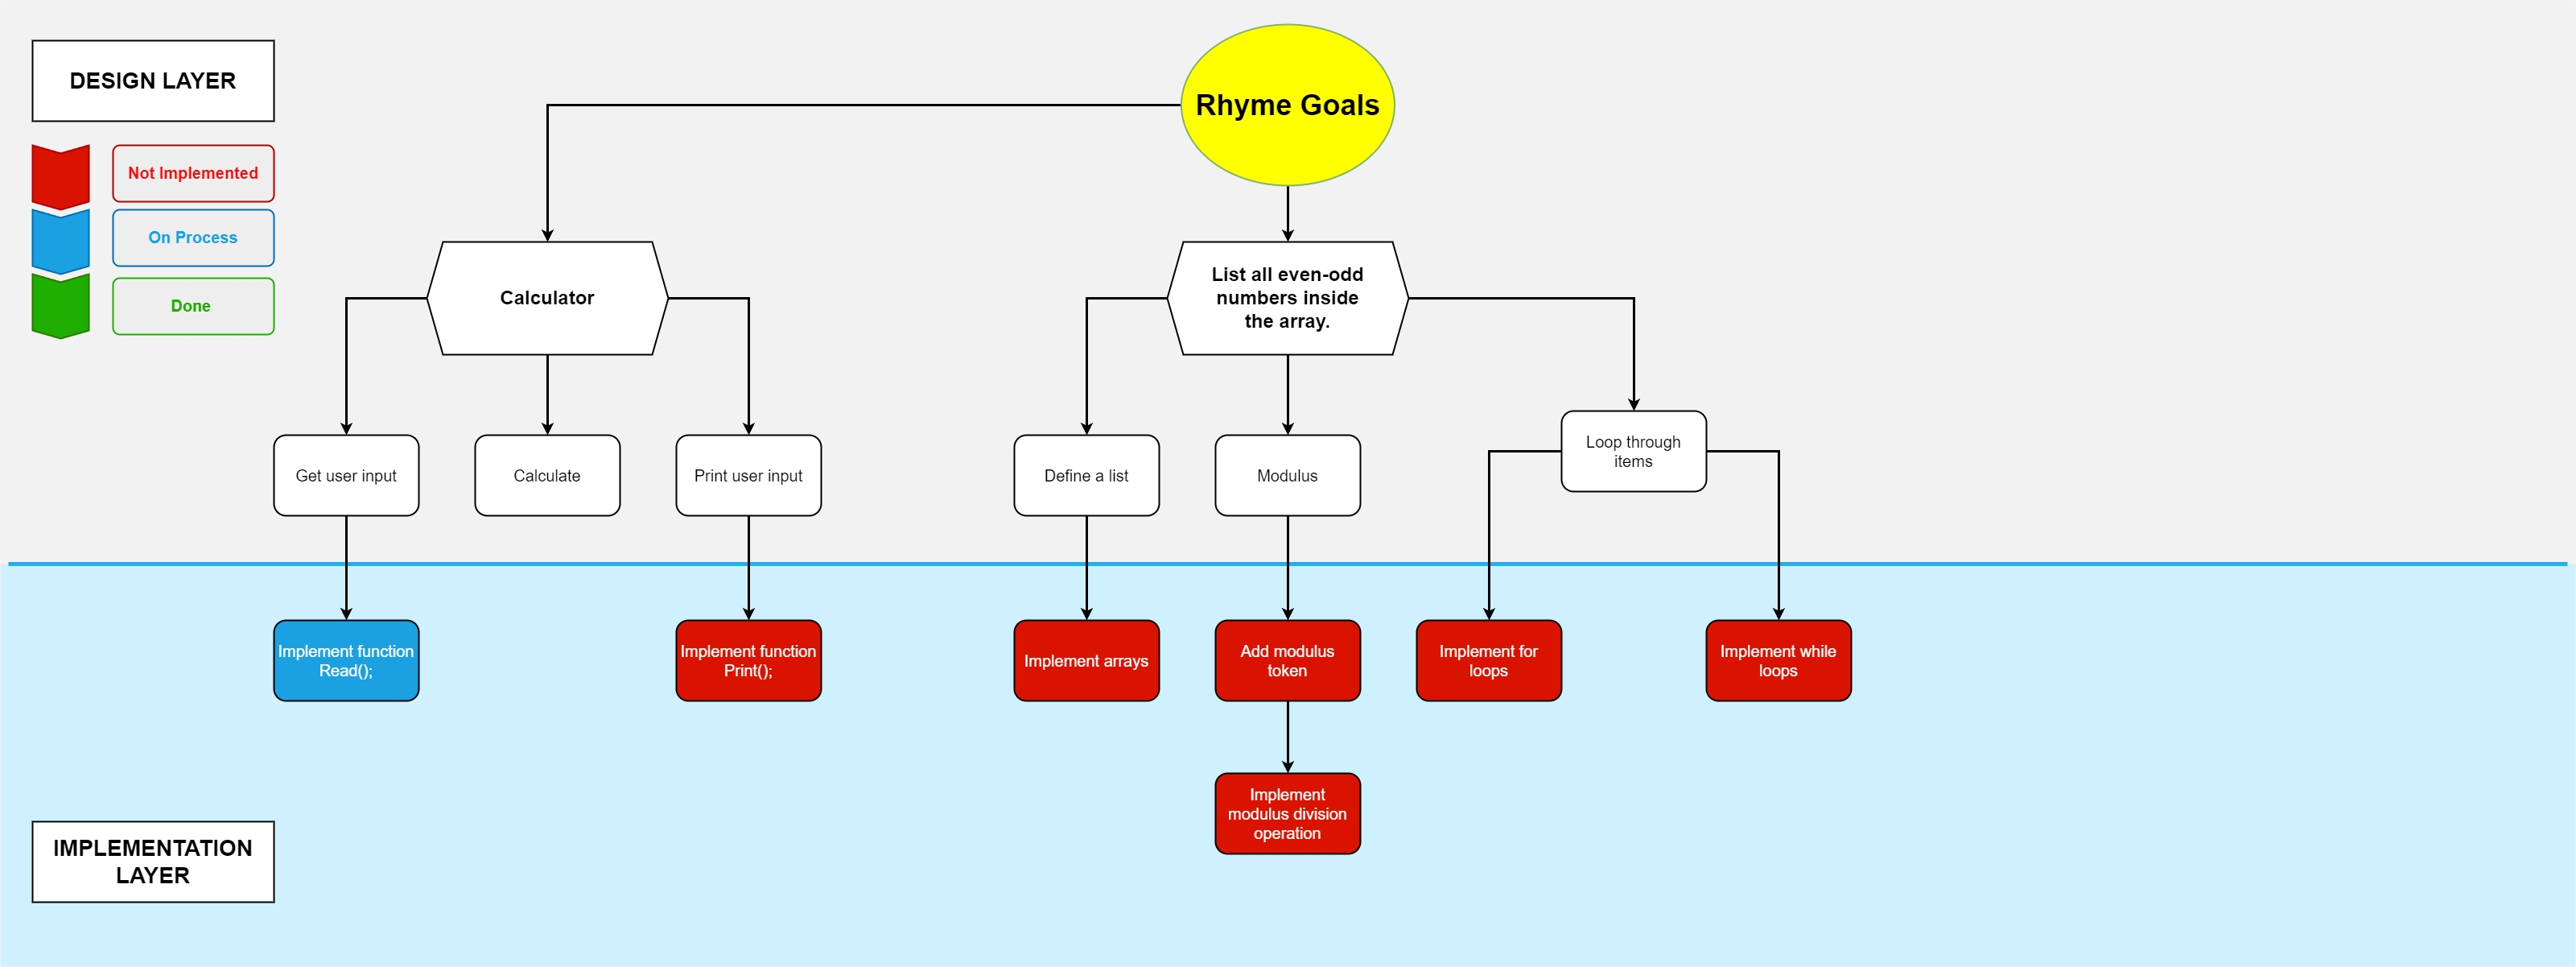 DESIGN LAYER
Not Implemented
On Process
Done
Rhyme Goals
Calculator
List all even-odd
numbers inside
the array.
Get user input
Calculate
Print user input
Define a list
Modulus
Loop through
items
Implement function
Read();
Implement function
Print();
Implement arrays
Add modulus
token
Implement for
loops
Implement while
loops
Implement
modulus division
operation
IMPLEMENTATION
LAYER